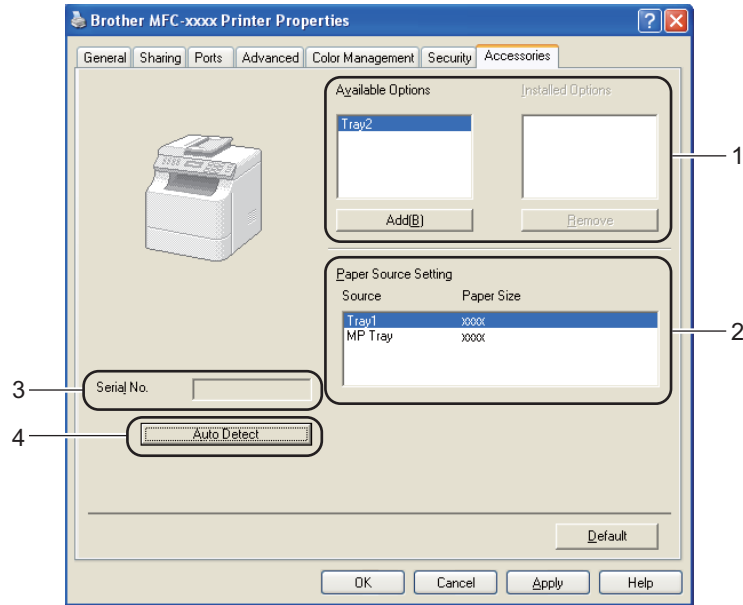 Brother MFC-xxxx Printer Properties
General Sharing Ports Advanced Color Management Security Accessories
Available Options Installed Options
Tray2
1
Add(B) Remove
Paper Source Setting
Source Paper Size
Tray1 xxxx
MP Tray xxxx
2
3
Serial No.
4
Auto Detect
Default
OK Cancel Apply Help